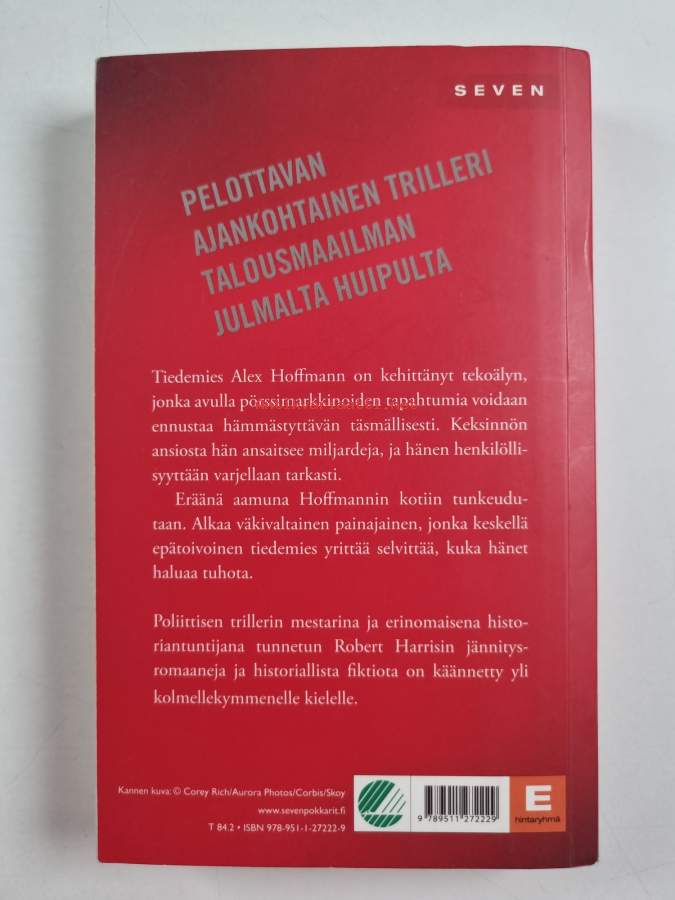 SEVEN
PELOTTAVAN
AJANKOHTAINEN TRILLERI
TALOUSMAAILMAN
JULMALTA HUIPULTA
Tiedemies Alex Hoffmann on kehittänyt tekoälyn,
jonka avulla pörssimarkkinoiden tapahtumia voidaan
ennustaa hämmästyttävän täsmällisesti. Keksinnön
ansiosta hän ansaitsee miljardeja, ja hänen henkilölli-
syyttään varjellaan tarkasti.
Eräänä aamuna Hoffmannin kotiin tunkeudu-
taan. Alkaa väkivaltainen painajainen, jonka keskellä
epätoivoinen tiedemies yrittää selvittää, kuka hänet
haluaa tuhota.
Poliittisen trillerin mestarina ja erinomaisena histo-
riantuntijana tunnetun Robert Harrisin jännitys-
romaaneja ja historiallista fiktiota on käännetty yli
kolmellekymmenelle kielelle.
Kannen kuva: © Corey Rich/Aurora Photos/Corbis/Skoy
www.sevenpokkarit.fi
T 84.2 • ISBN 978-951-1-27222-9
9 789511 272229
E
hintaryhmä